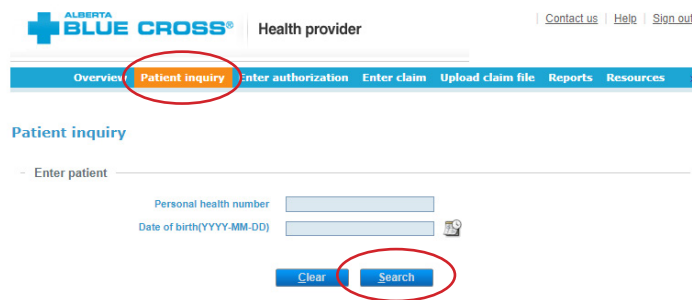 ALBERTA
BLUE CROSS® Health provider
Contact us | Help | Sign out
Overview Patient inquiry Enter authorization Enter claim Upload claim file Reports Resources
Patient inquiry
Enter patient
Personal health number
Date of birth(YYYY-MM-DD)
Clear Search